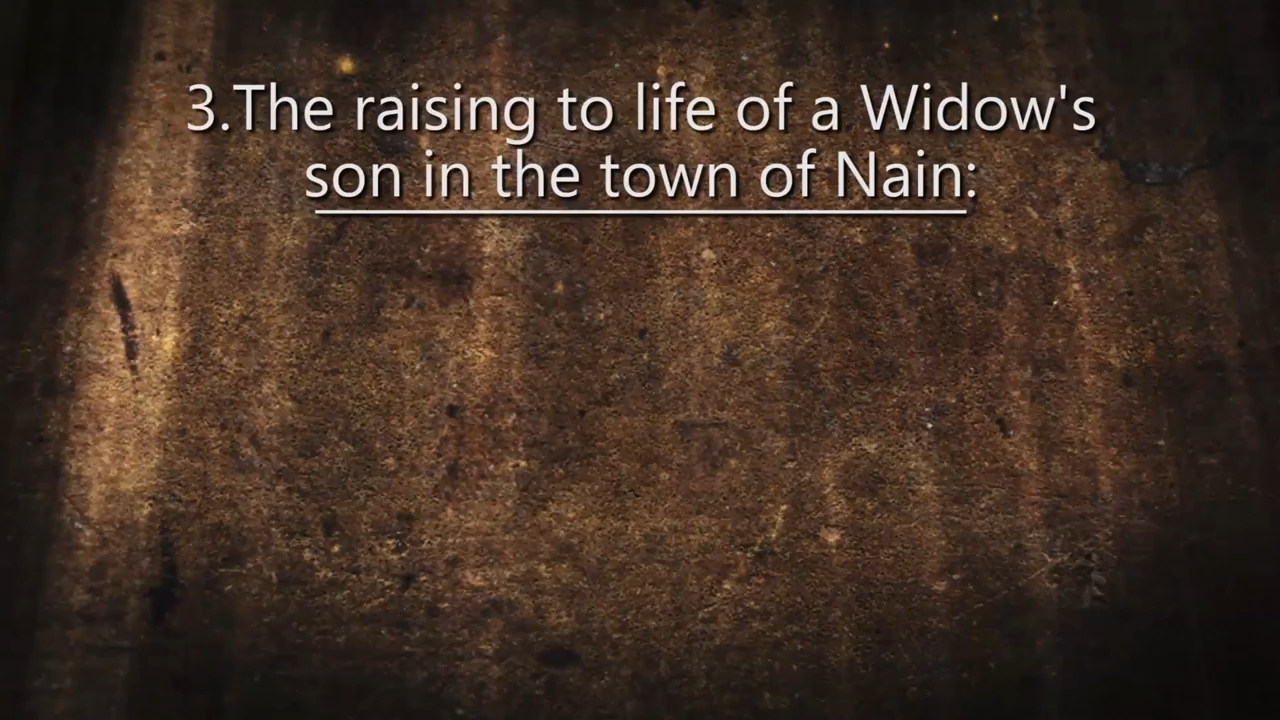 3.The raising to life of a Widow's
son in the town of Nain: